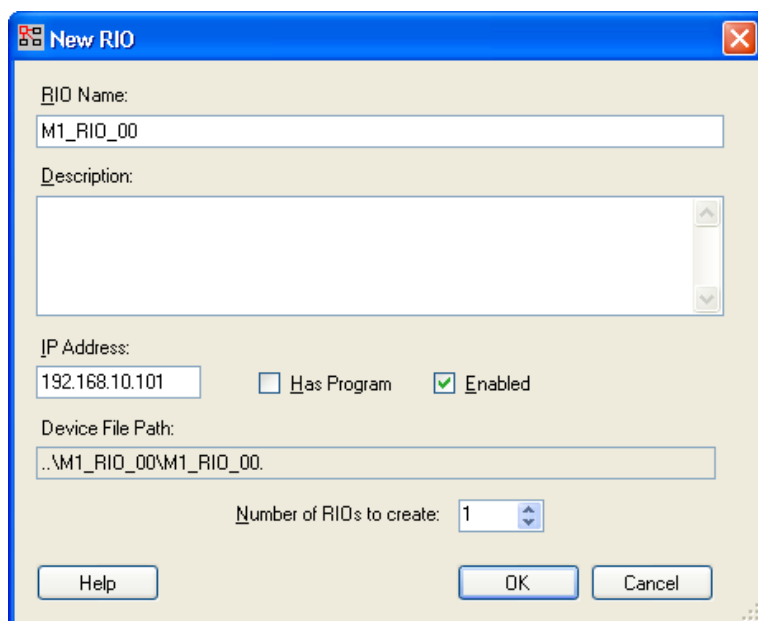 New RIO
RIO Name:
M1_RIO_00
Description:
IP Address:
192.168.10.101
Has Program
Enabled
Device File Path:
..\M1_RIO_00\M1_RIO_00.
Number of RIOs to create:
1
Help
OK
Cancel